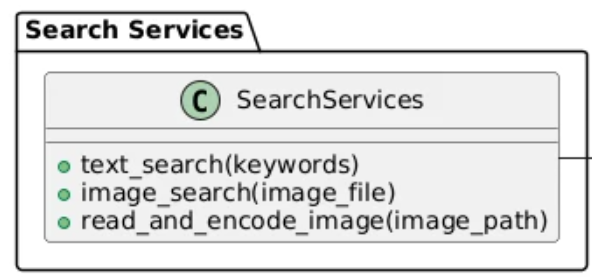 Search Services
C SearchServices
text_search(keywords)
image_search(image_file)
read_and_encode_image(image_path)